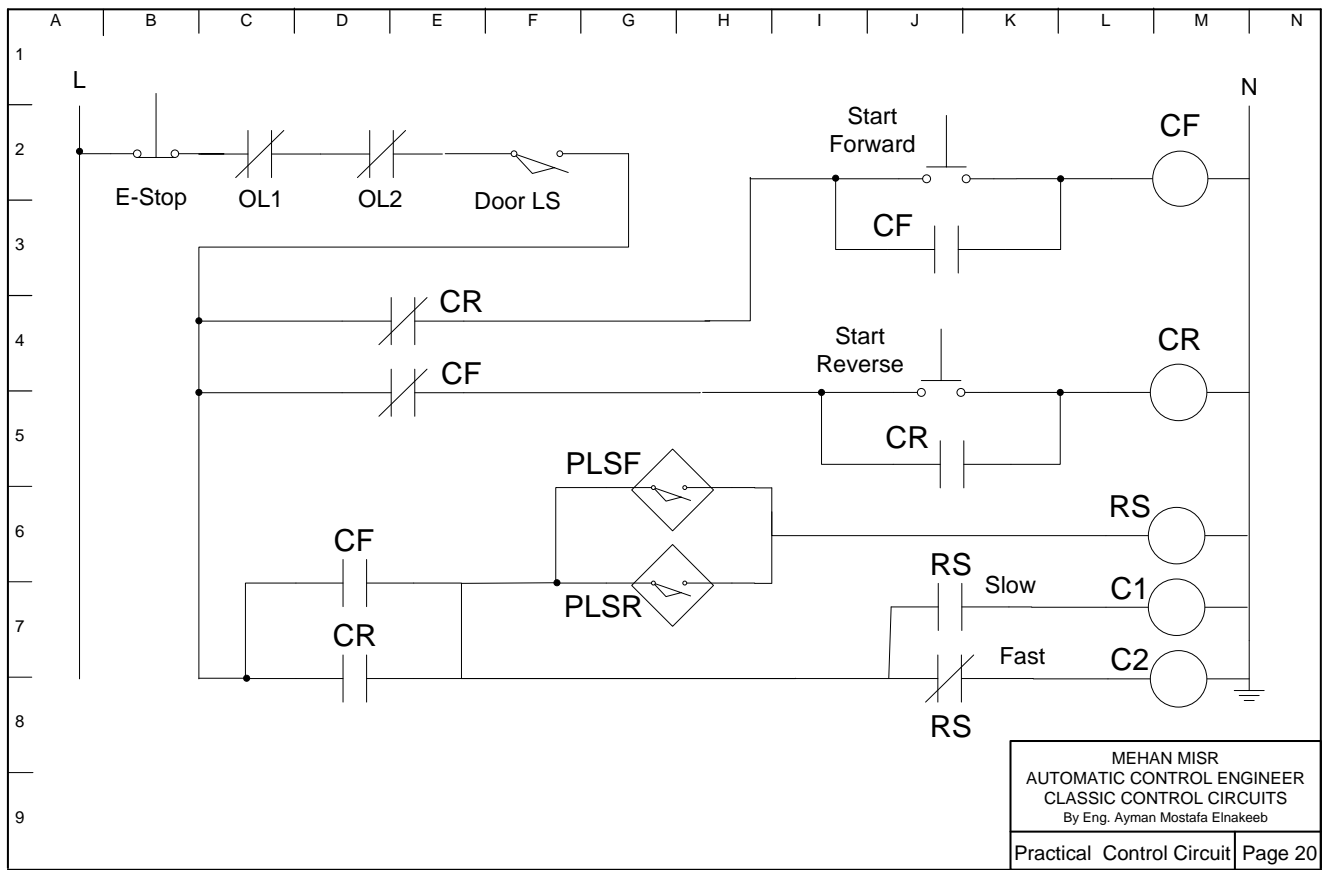 A B C D E F G H I J K L M N
1
L
N
Start
Forward
CF
2
E-Stop
OL1
OL2
Door LS
CF
3
CR
Start
Reverse
CR
4
CF
CR
5
PLSF
RS
6
CF
RS
Slow
C1
PLSR
7
CR
Fast
C2
RS
8
MEHAN MISR
AUTOMATIC CONTROL ENGINEER
CLASSIC CONTROL CIRCUITS
By Eng. Ayman Mostafa Elnakeeb
9
Practical Control Circuit
Page 20